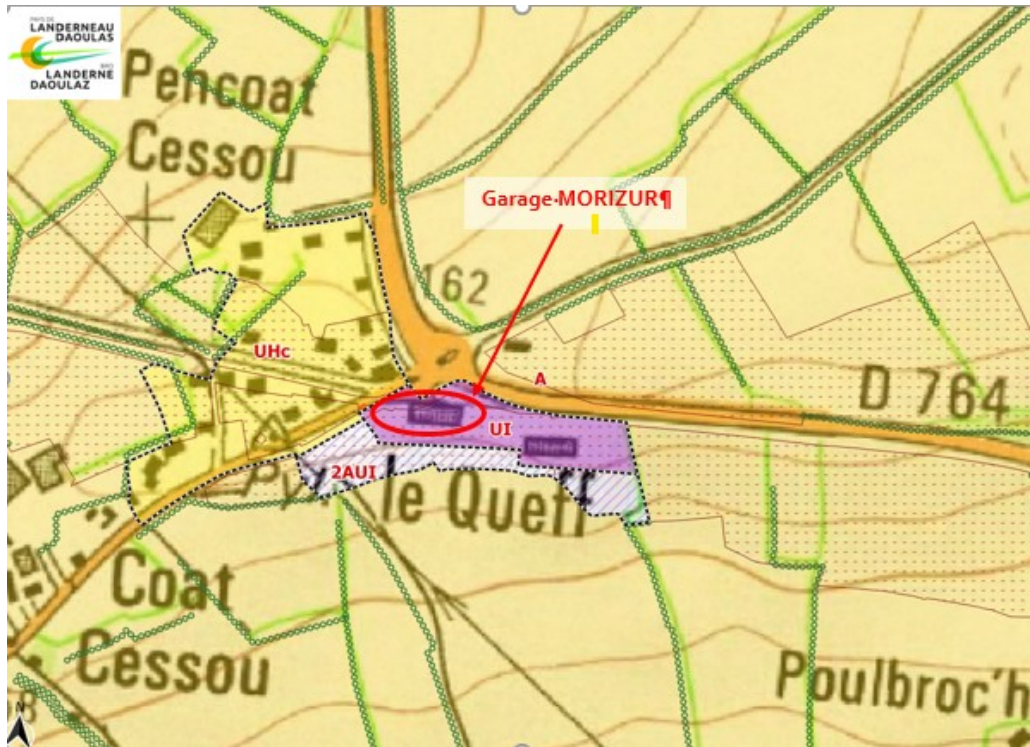 PAYS DE
LANDERNEAU
DAOULAS
BRO
LANDERNE
DAOULAZ
Pencoat
Cessou
Garage·MORIZUR¶
162
UHc
A
D 764
UI
2AUI
le Queff
Coat
Cessou
Poulbroc'h
8
N